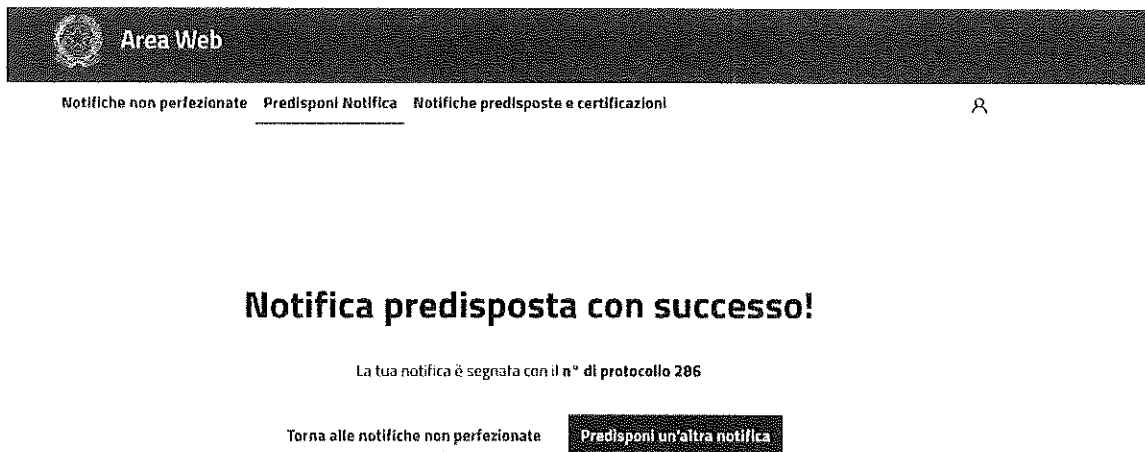 Area Web
Notifiche non perfezionate Predisponi Notifica Notifiche predisposte e certificazioni
Notifica predisposta con successo!
La tua notifica è segnata con il n° di protocollo 286
Torna alle notifiche non perfezionate Predisponi un'altra notifica